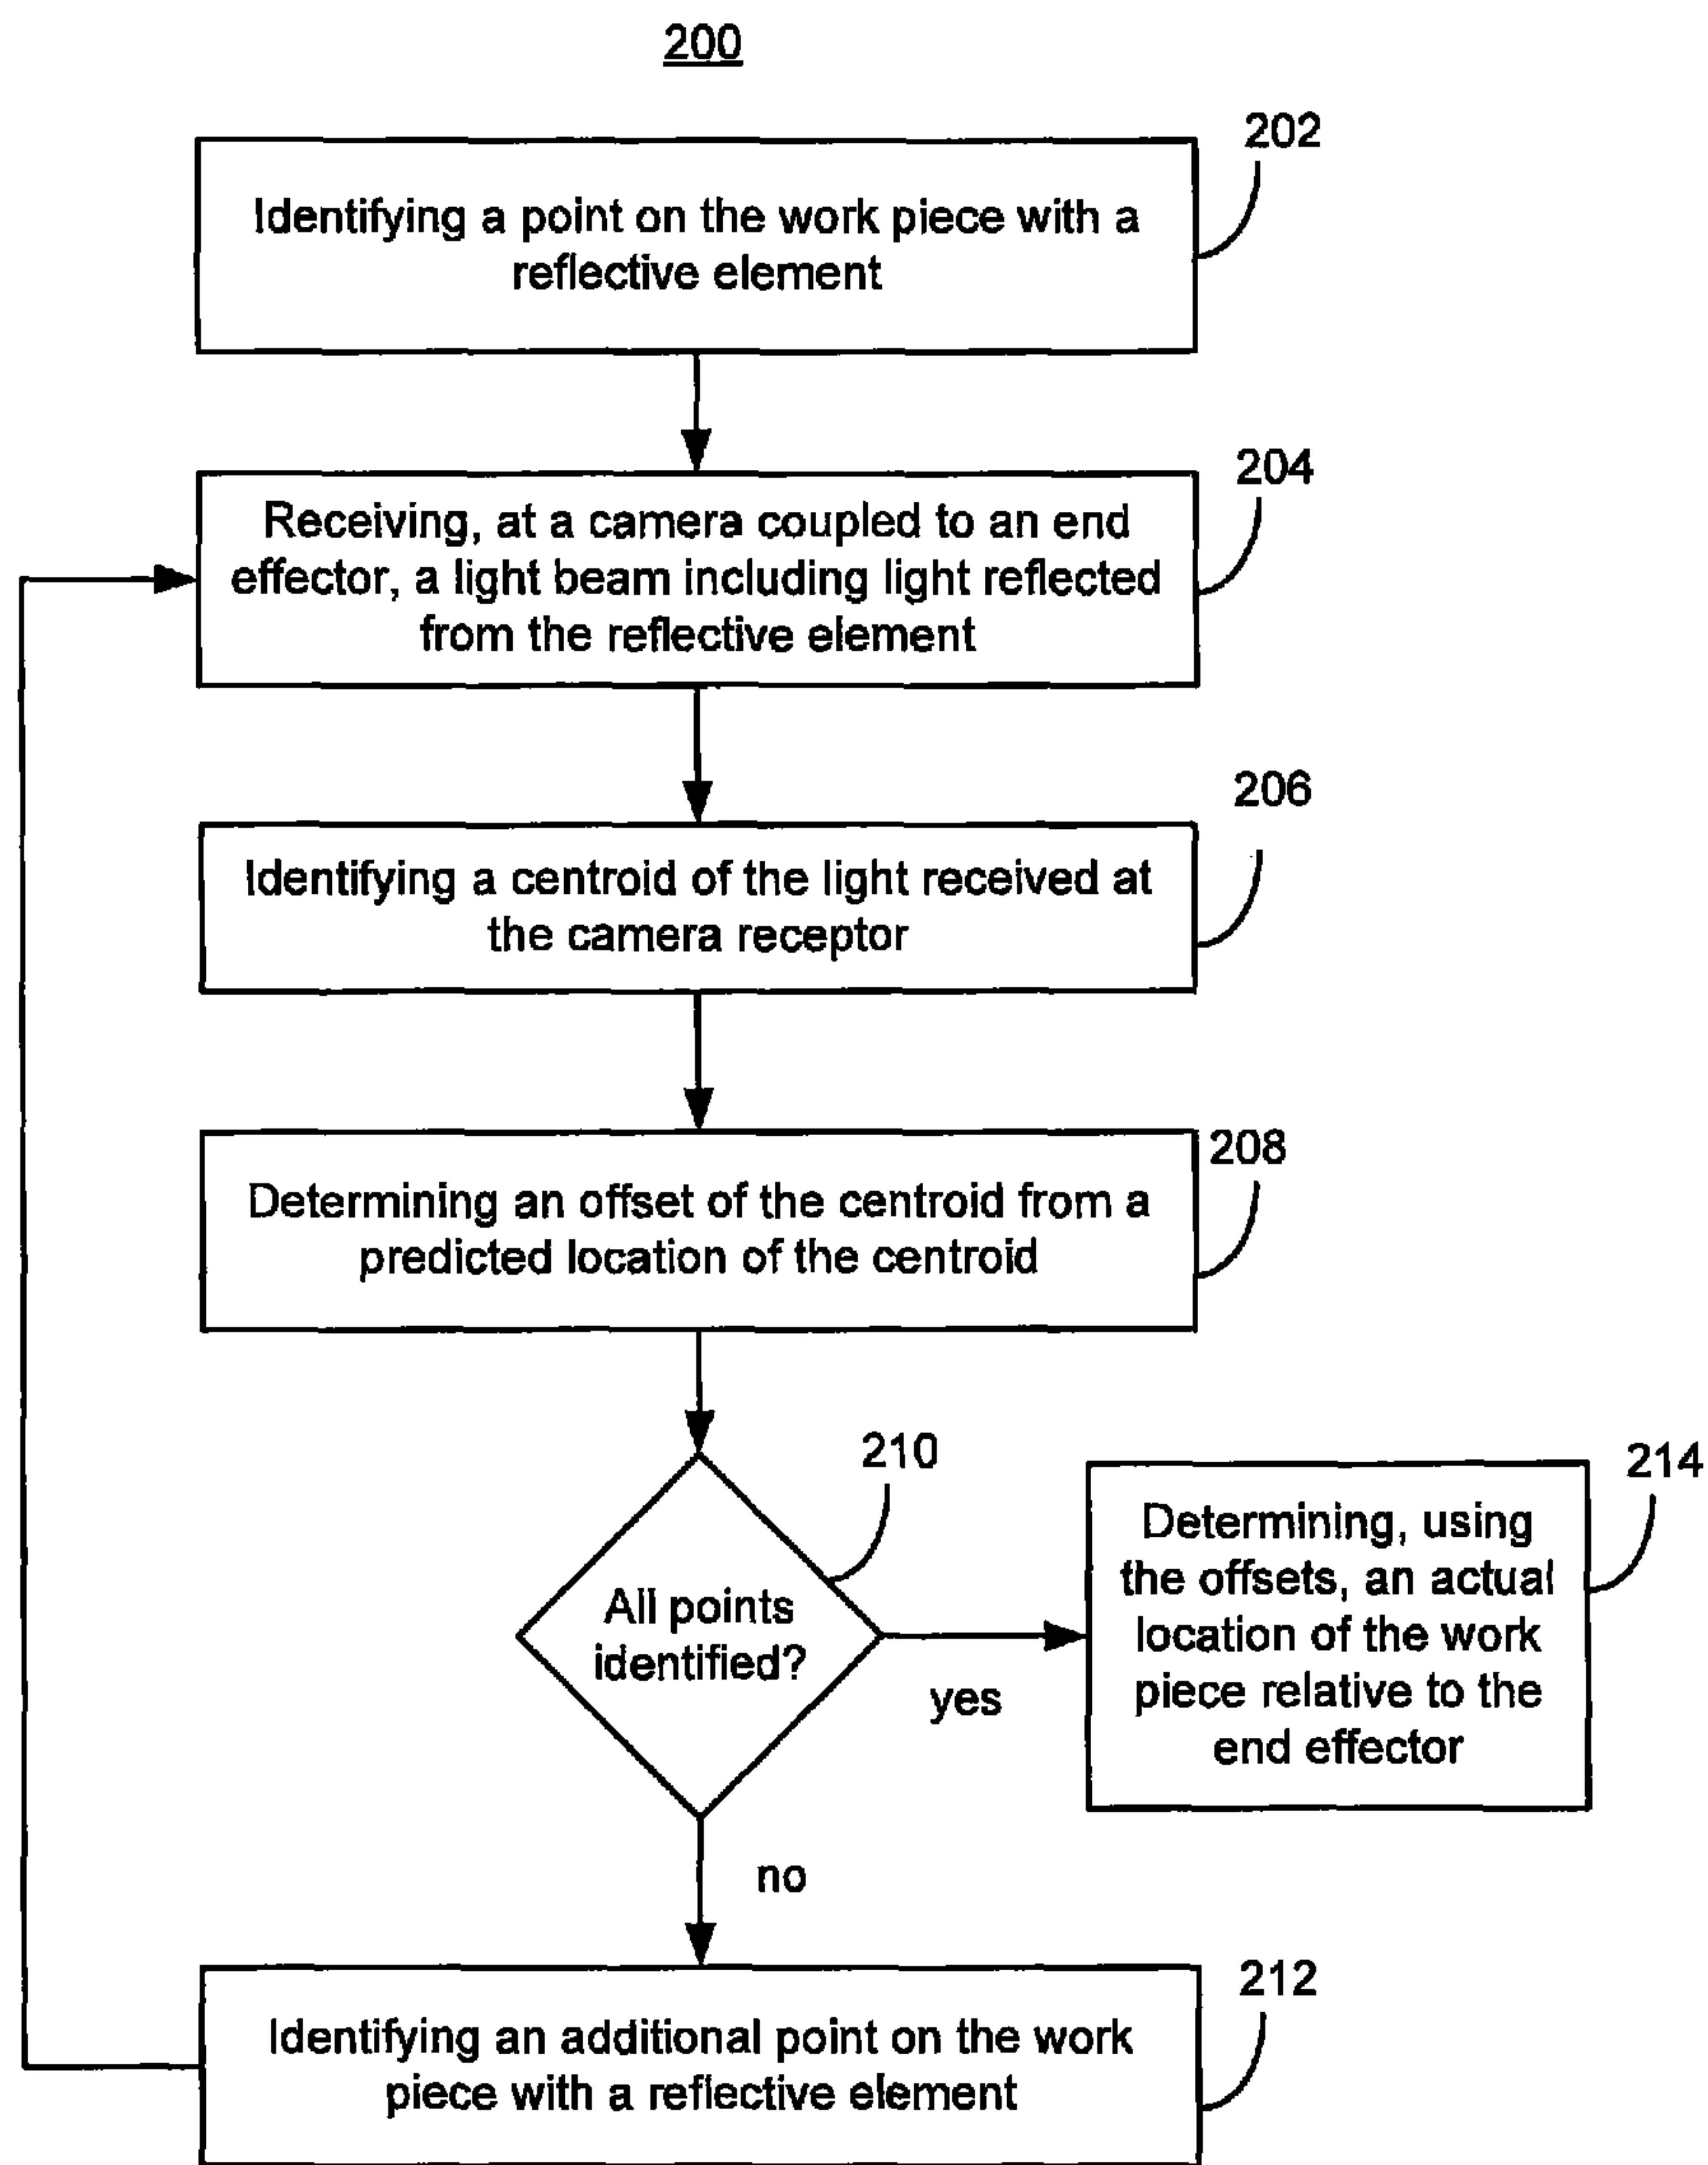 200
202
Identifying a point on the work piece with a
reflective element
204
Receiving, at a camera coupled to an end
effector, a light beam including light reflected
from the reflective element
206
Identifying a centroid of the light received at
the camera receptor
208
Determining an offset of the centroid from a
predicted location of the centroid
210
All points
identified?
yes
214
Determining, using
the offsets, an actual
location of the work
piece relative to the
end effector
no
212
Identifying an additional point on the work
piece with a reflective element